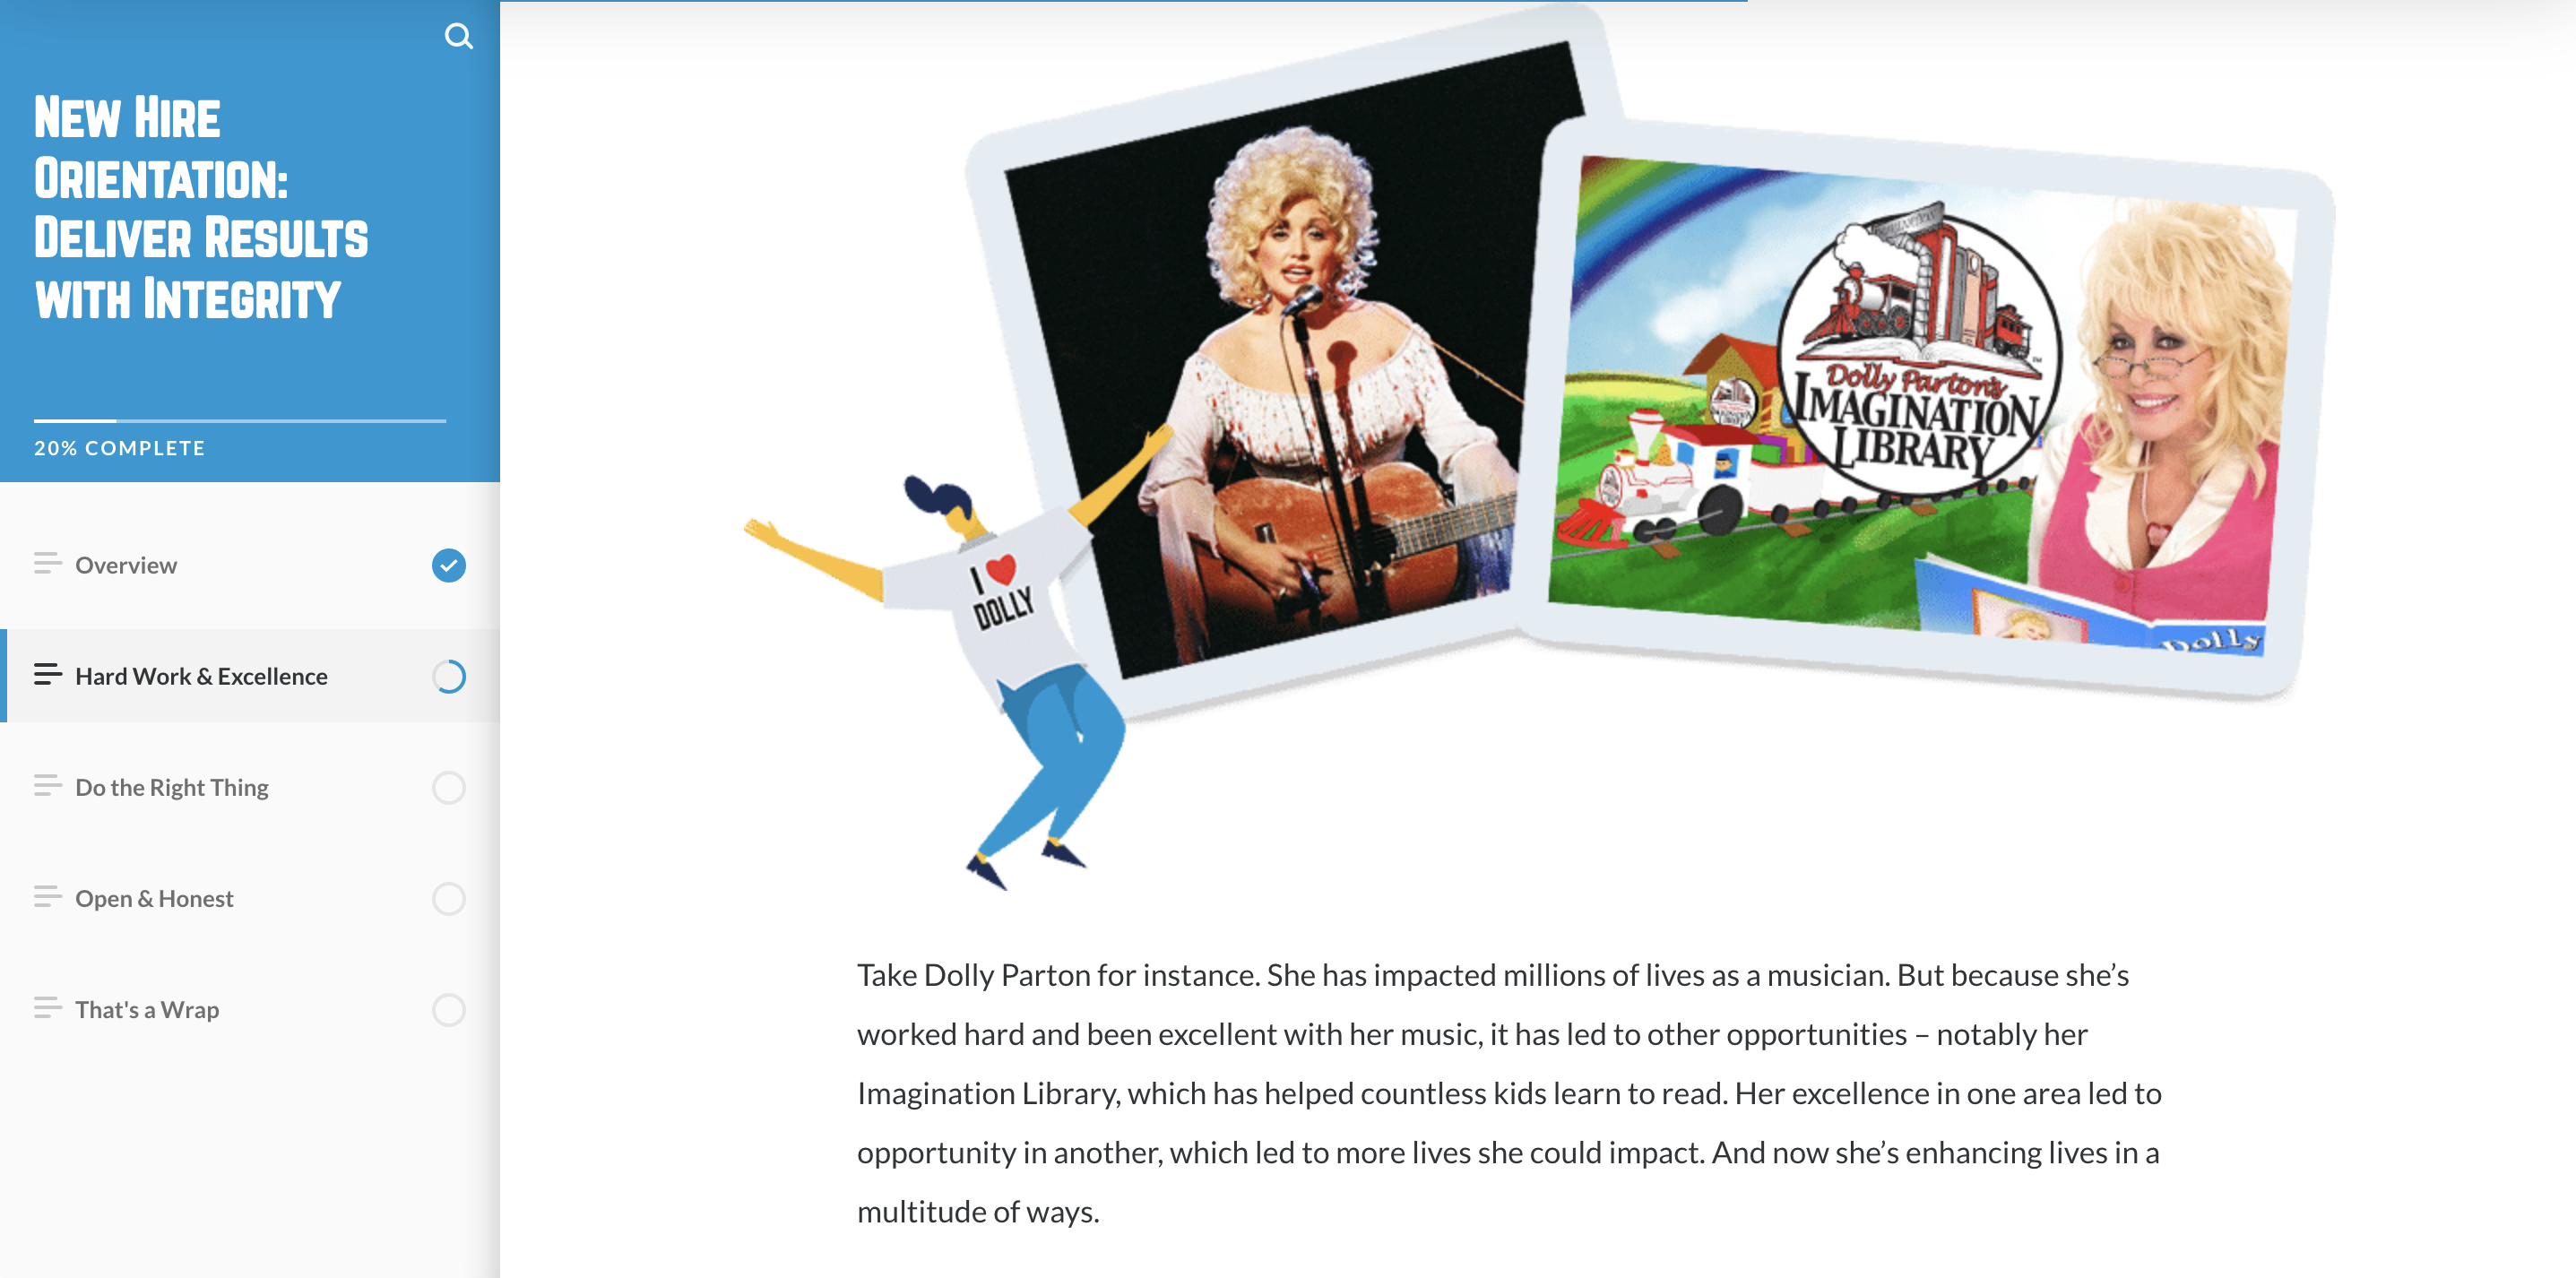 New Hire
Orientation:
Deliver Results
with Integrity
20% COMPLETE
Overview
Hard Work & Excellence
Do the Right Thing
Open & Honest
That's a Wrap
I ❤
DOLLY
Dolly Parton's
IMAGINATION
LIBRARY
TM
Dolly
Take Dolly Parton for instance. She has impacted millions of lives as a musician. But because she’s
worked hard and been excellent with her music, it has led to other opportunities – notably her
Imagination Library, which has helped countless kids learn to read. Her excellence in one area led to
opportunity in another, which led to more lives she could impact. And now she’s enhancing lives in a
multitude of ways.